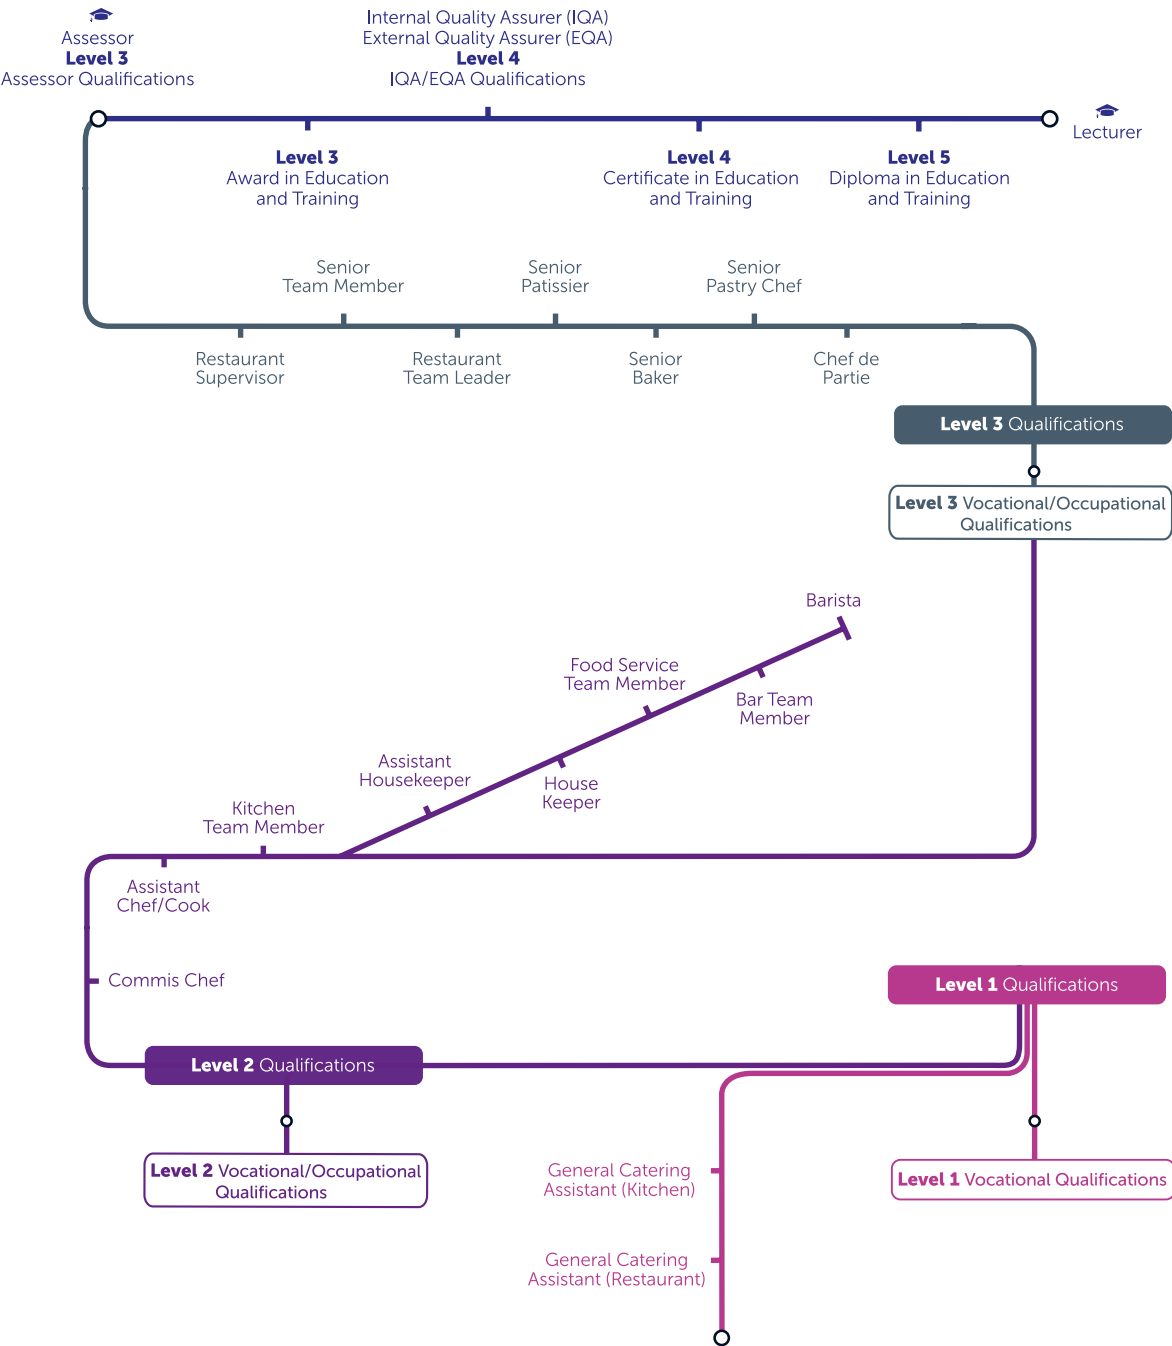 Assessor
Level 3
Assessor Qualifications
Internal Quality Assurer (IQA)
External Quality Assurer (EQA)
Level 4
IQA/EQA Qualifications
Lecturer
Level 3
Award in Education
and Training
Level 4
Certificate in Education
and Training
Level 5
Diploma in Education
and Training
Senior
Team Member
Senior
Patissier
Senior
Pastry Chef
Restaurant
Supervisor
Restaurant
Team Leader
Senior
Baker
Chef de
Partie
Level 3 Qualifications
Level 3 Vocational/Occupational
Qualifications
Barista
Food Service
Team Member
Bar Team
Member
Assistant
Housekeeper
House
Keeper
Kitchen
Team Member
Assistant
Chef/Cook
Commis Chef
Level 1 Qualifications
Level 2 Qualifications
Level 2 Vocational/Occupational
Qualifications
General Catering
Assistant (Kitchen)
Level 1 Vocational Qualifications
General Catering
Assistant (Restaurant)